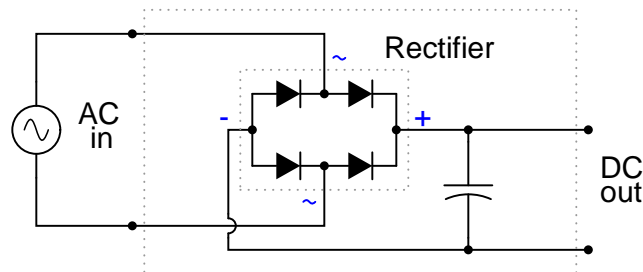 Rectifier
~
- +
AC
in
~
DC
out